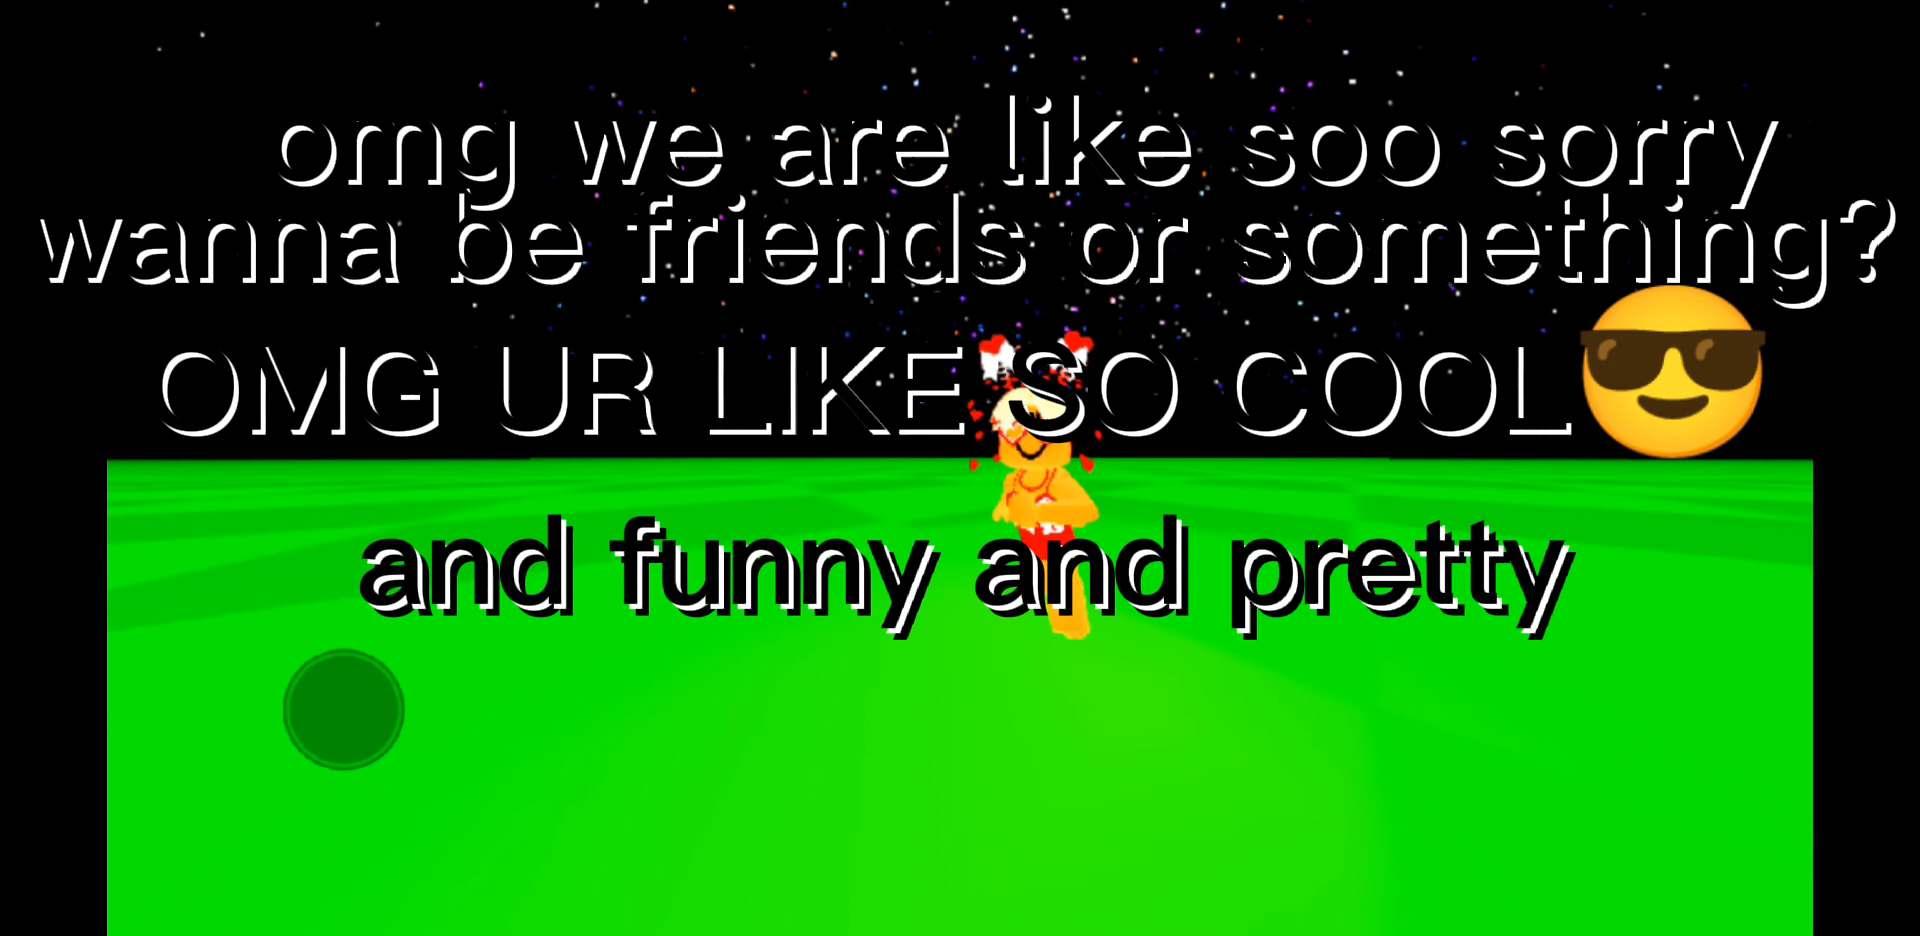 omg we are like soo sorry
wanna be friends or something?
OMG UR LIKE SO COOL😎
and funny and pretty